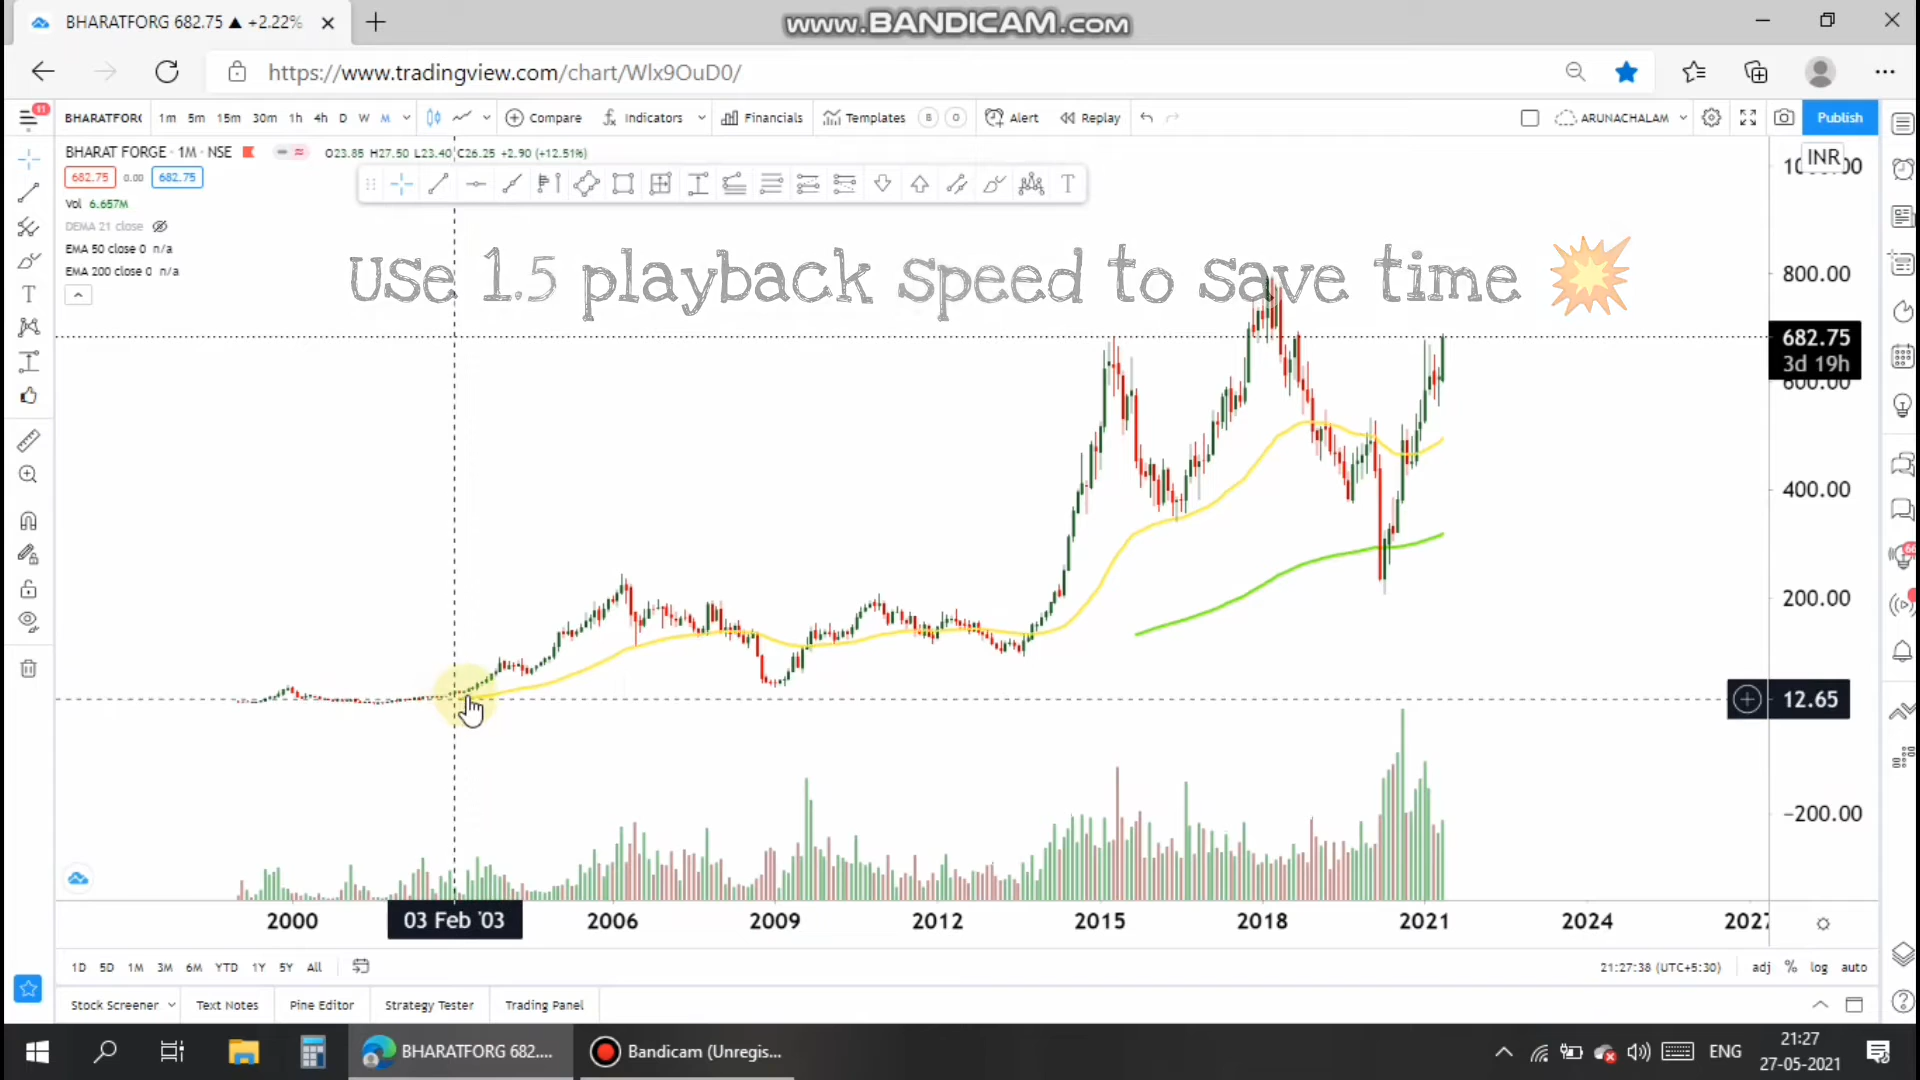 BHARATFORG 682.75 ▲ +2.22%
www.BANDICAM.com
https://www.tradingview.com/chart/Wlx9OuD0/
11
BHARATFORG 1m 5m 15m 30m 1h 4h D W M Compare Indicators Financials Templates B O Alert Replay ARUNACHALAM Publish
BHARAT FORGE · 1M · NSE O23.85 H27.50 L23.40 C26.25 +2.90 (+12.51%)
INR
682.75 0.00 682.75
Vol 6.657M
DEMA 21 close
EMA 50 close 0 n/a
EMA 200 close 0 n/a
T
T
Use 1.5 playback speed to save time 💥
800.00
682.75
3d 19h
600.00
400.00
200.00
66
12.65
-200.00
2000 03 Feb '03 2006 2009 2012 2015 2018 2021 2024
1D 5D 1M 3M 6M YTD 1Y 5Y All 21:27:38 (UTC+5:30) adj % log auto
Stock Screener Text Notes Pine Editor Strategy Tester Trading Panel
BHARATFORG 682.... Bandicam (Unregis... ENG 21:27
27-05-2021